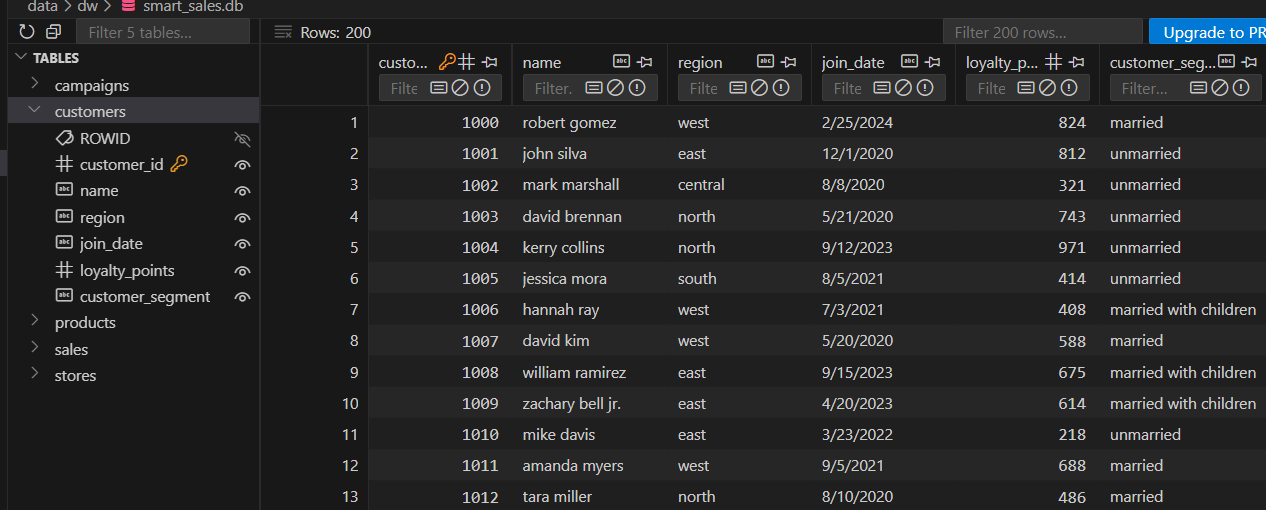 data > dw > smart_sales.db
Filter 5 tables...
Rows: 200
Filter 200 rows...
Upgrade to PR
TABLES
campaigns
customers
ROWID
customer_id
name
region
join_date
loyalty_points
customer_segment
products
sales
stores
custo... name region join_date loyalty_p... customer_seg...
Filte Filter. Filte Filte Filte Filter...
1 1000 robert gomez west 2/25/2024 824 married
2 1001 john silva east 12/1/2020 812 unmarried
3 1002 mark marshall central 8/8/2020 321 unmarried
4 1003 david brennan north 5/21/2020 743 unmarried
5 1004 kerry collins north 9/12/2023 971 unmarried
6 1005 jessica mora south 8/5/2021 414 unmarried
7 1006 hannah ray west 7/3/2021 408 married with children
8 1007 david kim west 5/20/2020 588 married
9 1008 william ramirez east 9/15/2023 675 married with children
10 1009 zachary bell jr. east 4/20/2023 614 married with children
11 1010 mike davis east 3/23/2022 218 unmarried
12 1011 amanda myers west 9/5/2021 688 married
13 1012 tara miller north 8/10/2020 486 married